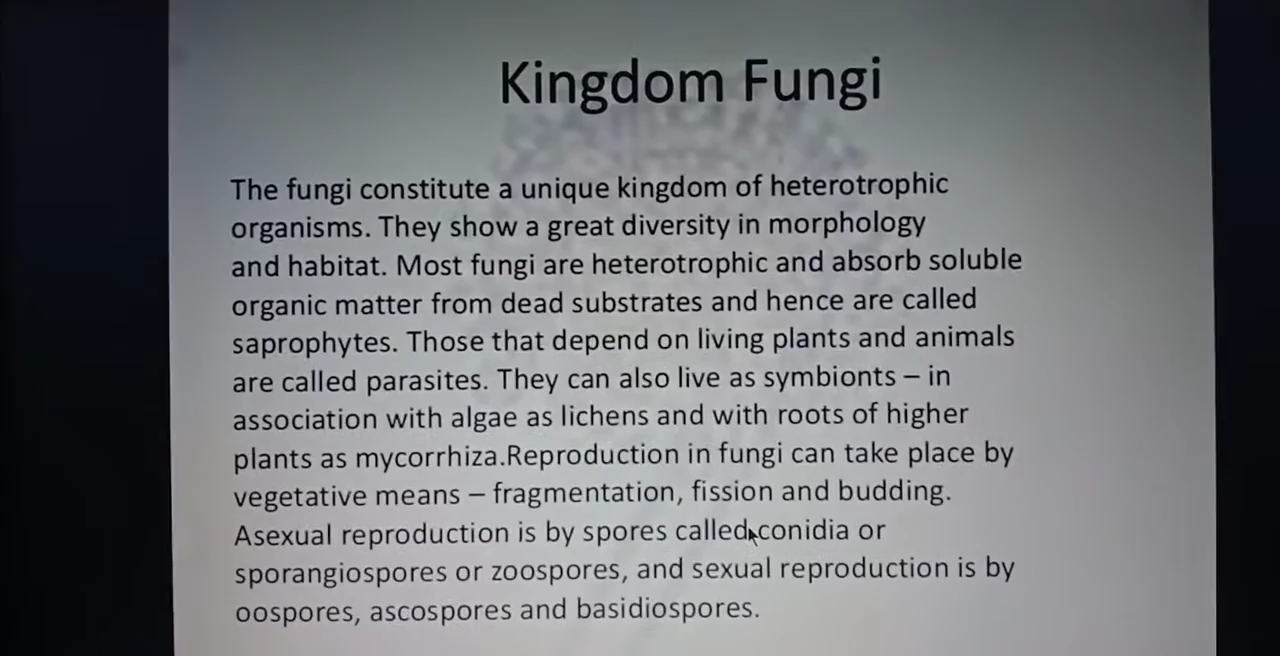 Kingdom Fungi
The fungi constitute a unique kingdom of heterotrophic
organisms. They show a great diversity in morphology
and habitat. Most fungi are heterotrophic and absorb soluble
organic matter from dead substrates and hence are called
saprophytes. Those that depend on living plants and animals
are called parasites. They can also live as symbionts – in
association with algae as lichens and with roots of higher
plants as mycorrhiza.Reproduction in fungi can take place by
vegetative means – fragmentation, fission and budding.
Asexual reproduction is by spores called conidia or
sporangiospores or zoospores, and sexual reproduction is by
oospores, ascospores and basidiospores.